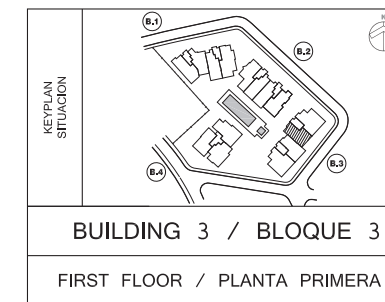 B.1
B.2
KEYPLAN
SITUACION
B.4
B.3
BUILDING 3 / BLOQUE 3
FIRST FLOOR / PLANTA PRIMERA